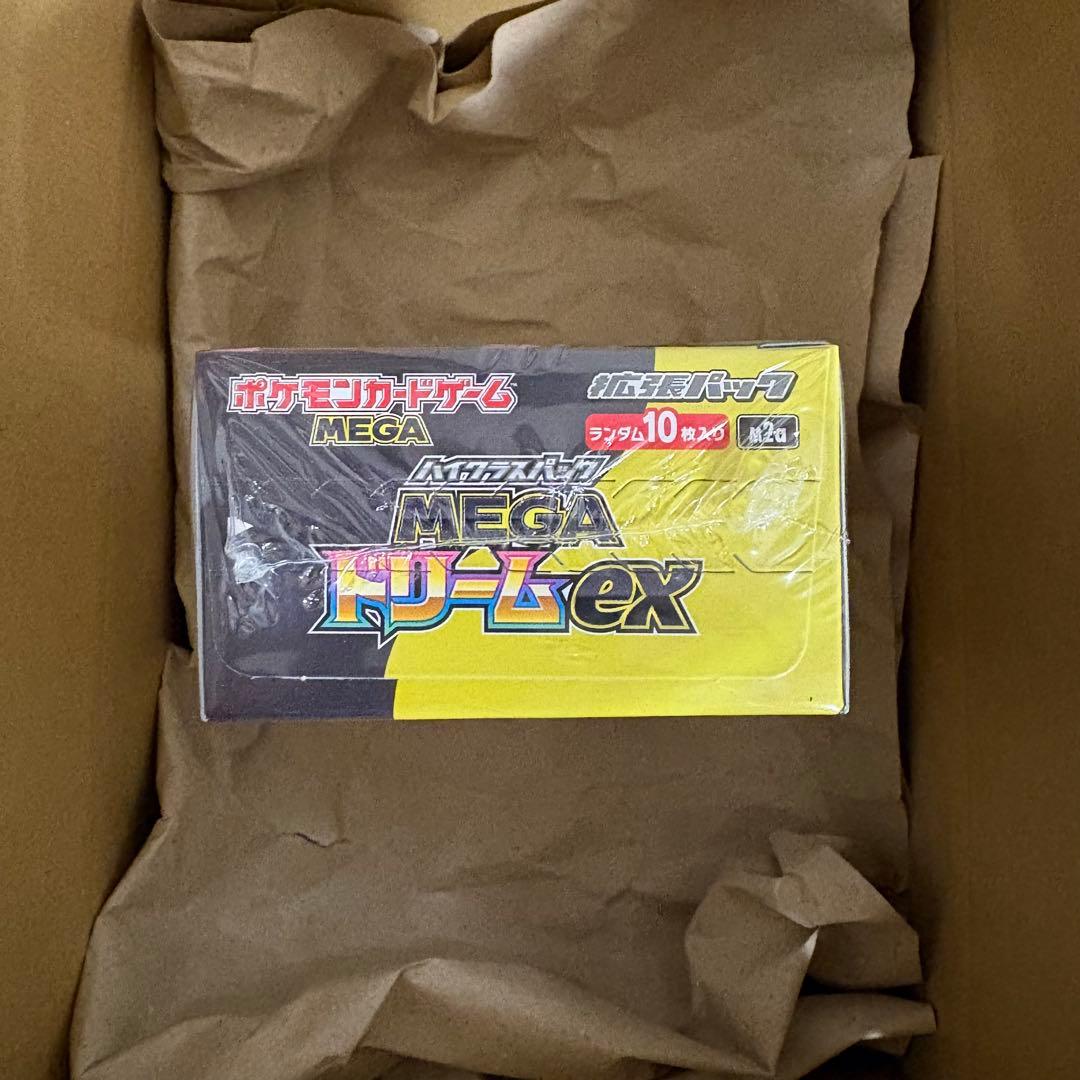 ポケモンカードゲーム
MEGA
拡張パック
ランダム10枚入り
M2a
ハイクラスパック
MEGA
ドリームex